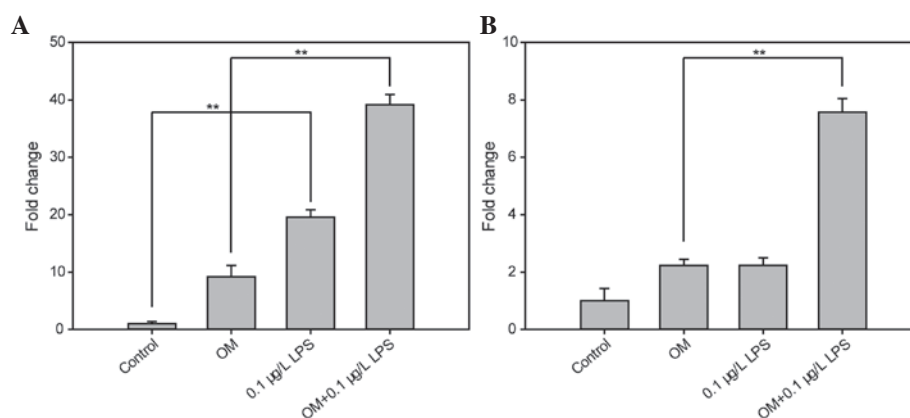 A
Fold change
50
40
30
20
10
0
**
**
Control
OM
0.1 µg/L LPS
OM+0.1 µg/L LPS
B
Fold change
10
8
6
4
2
0
**
Control
OM
0.1 µg/L LPS
OM+0.1 µg/L LPS